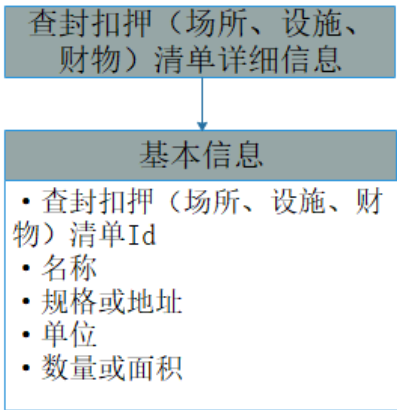 查封扣押（场所、设施、
财物）清单详细信息
基本信息
•查封扣押（场所、设施、财
物）清单Id
•名称
•规格或地址
•单位
•数量或面积